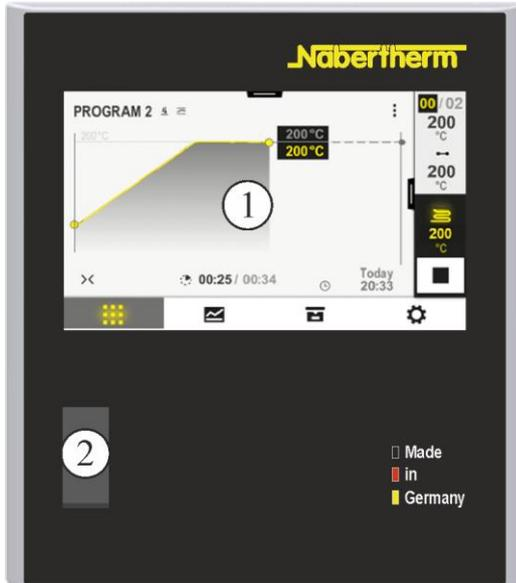 Nabertherm
PROGRAM 2
200°C
200°C
200°C
1
00:25 / 00:34
Today
20:33
00 / 02
200
°C
200
°C
200
°C
2
Made
in
Germany